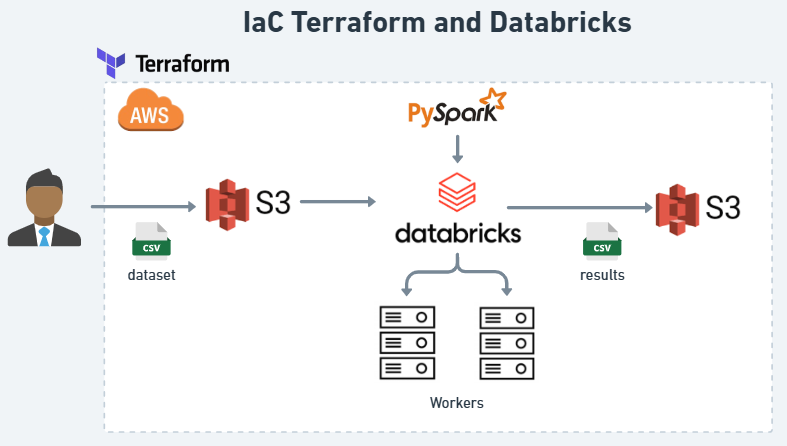 IaC Terraform and Databricks
Terraform
AWS
PySpark
S3
S3
databricks
CSV
dataset
CSV
results
Workers